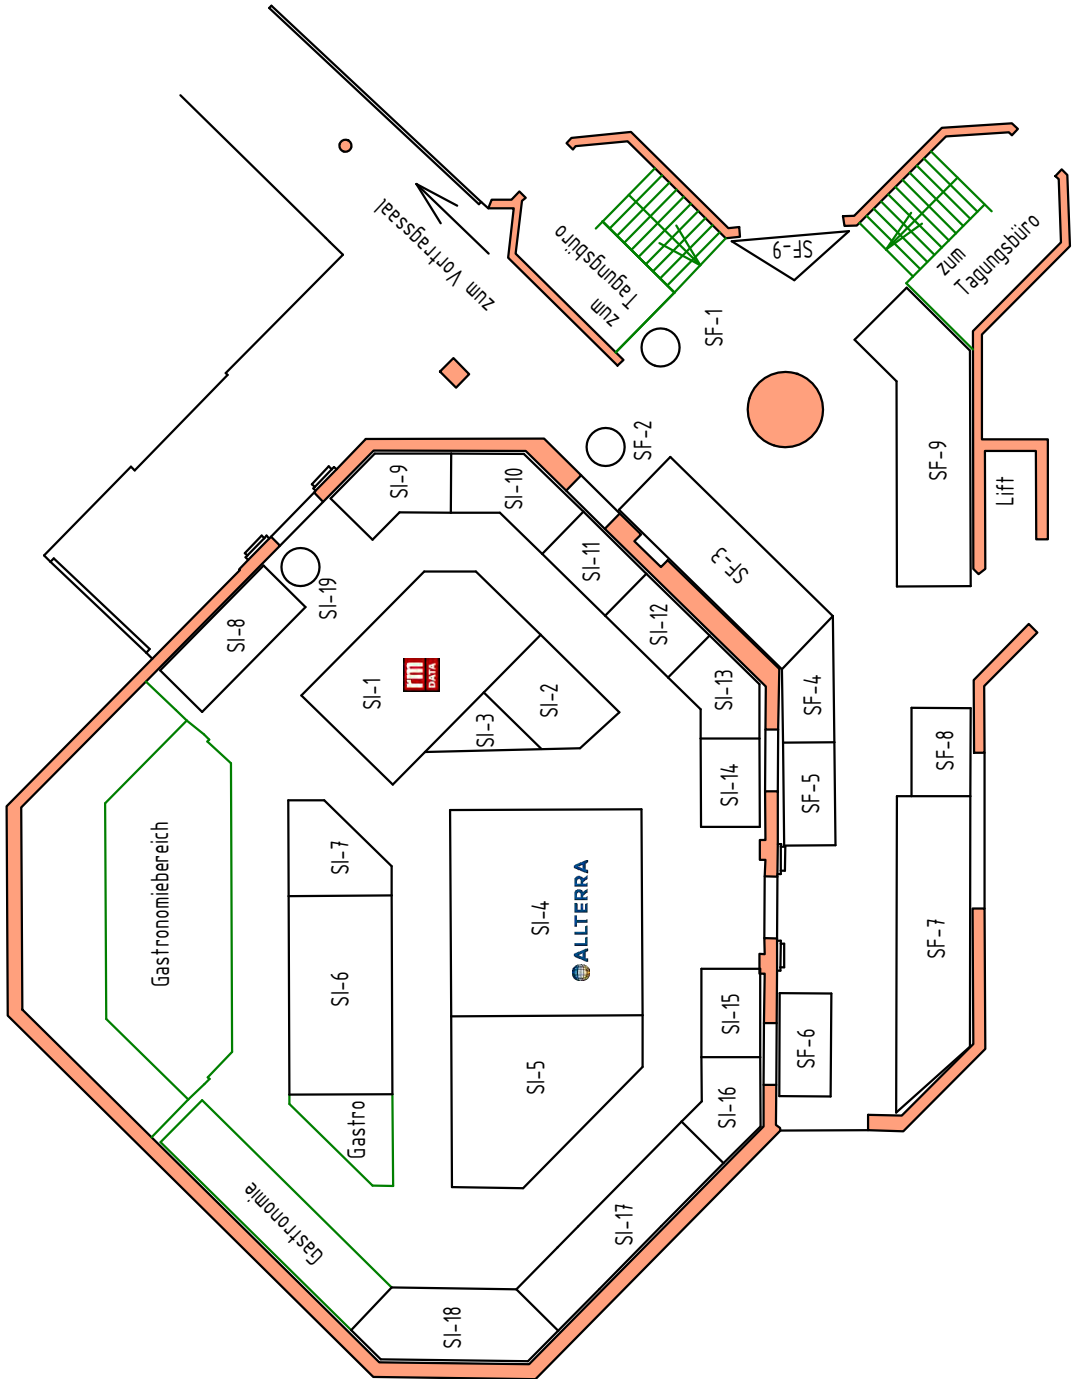 zum Vortragssaal
zum
Tagungsbüro
SF-9
zum
Tagungsbüro
SF-1
SF-2
SF-9
Lift
SI-9
SI-10
SI-11
SI-12
SI-13
SI-14
SF-3
SF-4
SF-5
SF-8
SF-7
SF-6
SI-19
SI-8
SI-1
rm
DATA
SI-3
SI-2
Gastronomiebereich
SI-7
SI-6
Gastro
SI-4
ALLTERRA
SI-5
SI-15
SI-16
SI-17
SI-18
Gastronomie